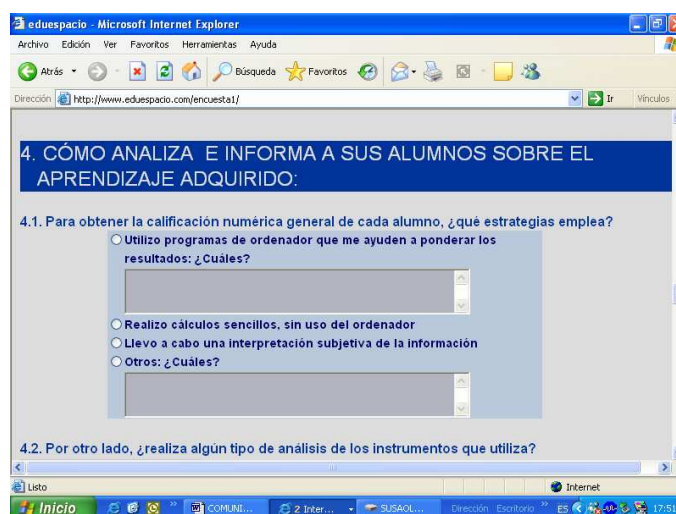 eduespacio - Microsoft Internet Explorer
Archivo Edición Ver Favoritos Herramientas Ayuda
Atrás Búsqueda Favoritos
Dirección http://www.eduespacio.com/encuesta1/ Ir Vínculos
4. CÓMO ANALIZA E INFORMA A SUS ALUMNOS SOBRE EL
APRENDIZAJE ADQUIRIDO:
4.1. Para obtener la calificación numérica general de cada alumno, ¿qué estrategias emplea?
Utilizo programas de ordenador que me ayuden a ponderar los
resultados: ¿Cuáles?
Realizo cálculos sencillos, sin uso del ordenador
Llevo a cabo una interpretación subjetiva de la información
Otros: ¿Cuáles?
4.2. Por otro lado, ¿realiza algún tipo de análisis de los instrumentos que utiliza?
Listo Internet
Inicio » COMUNI... 2 Inter... SUSAOL... Dirección Escritorio » ES 17:51